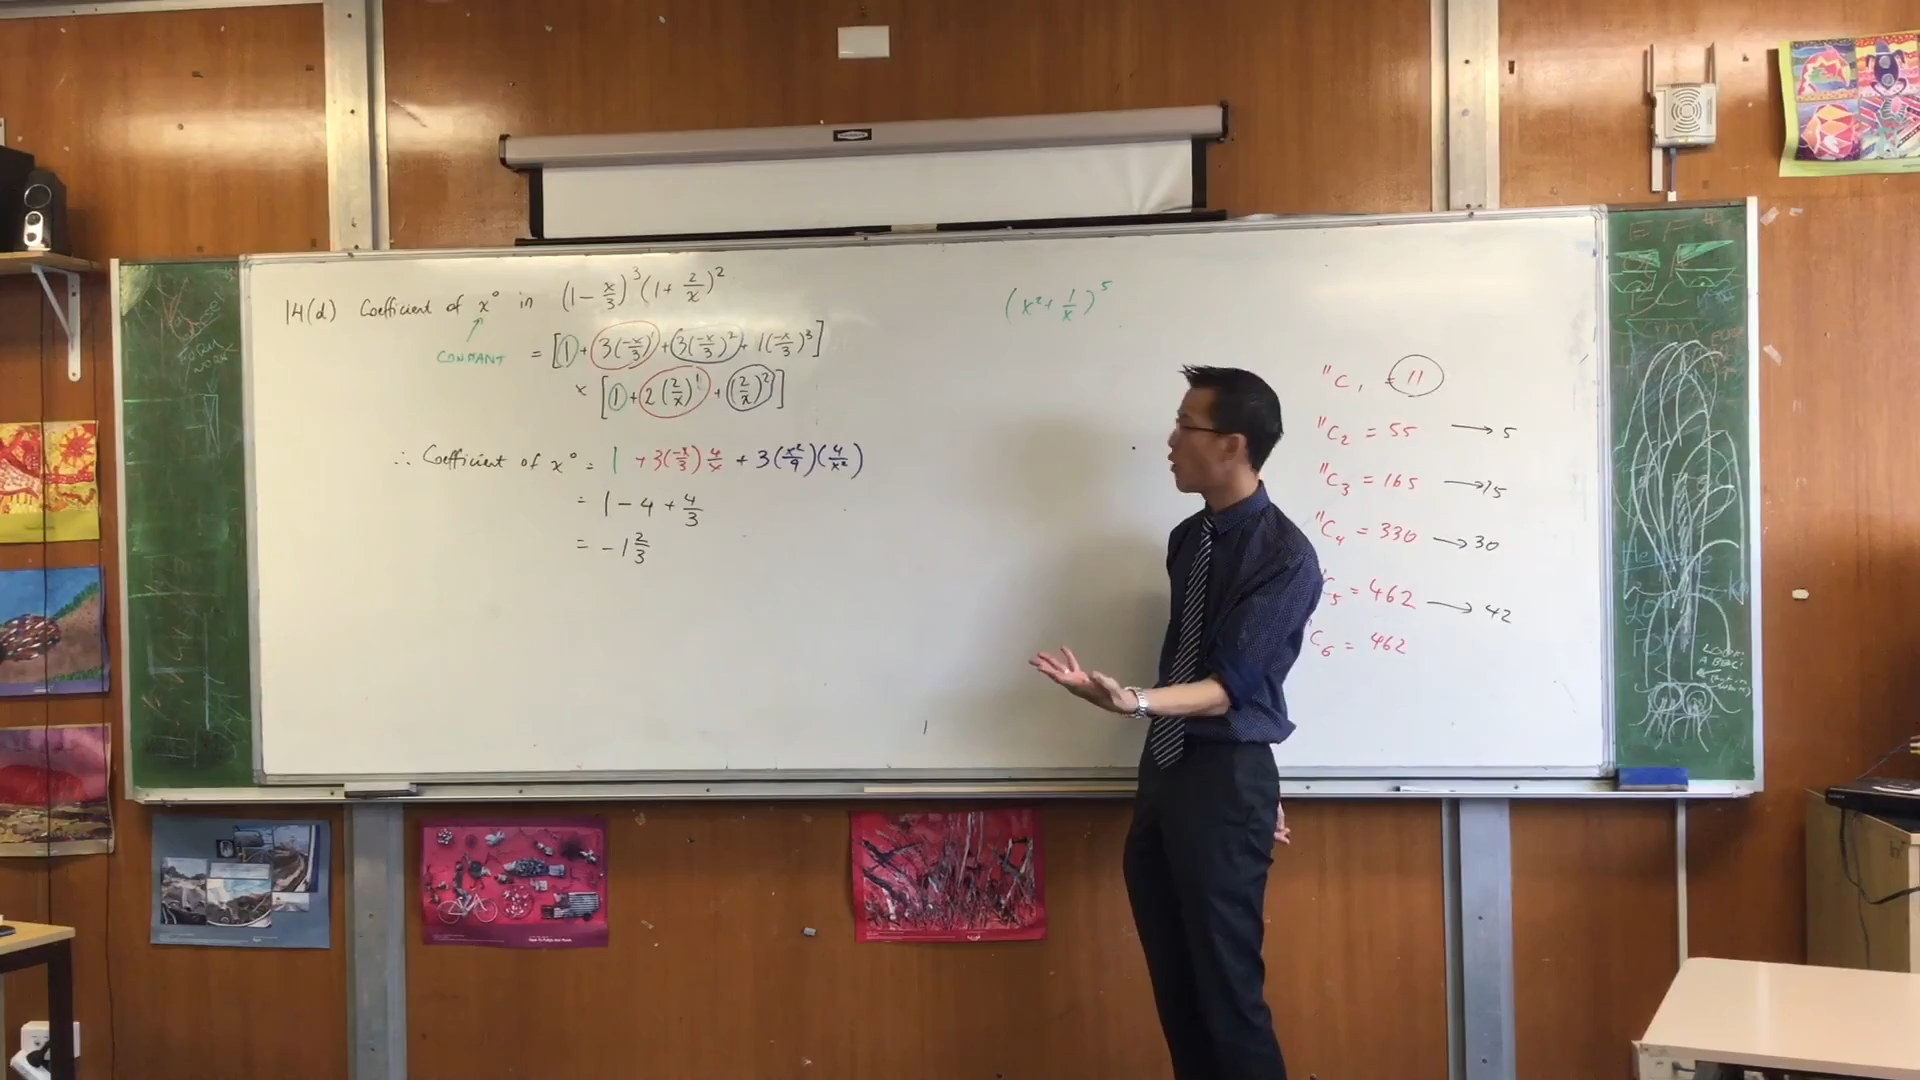 14(d) Coefficient of x⁰ in (1 - x/3)³(1 + 2/x)²
CONSTANT
= [1 + 3(-x/3)¹ + 3(-x/3)² + 1(-x/3)³]
× [1 + 2(2/x)¹ + (2/x)²]
∴ Coefficient of x⁰ = 1 + 3(-x/3)4/x + 3(x²/9)(4/x²)
= 1 - 4 + 4/3
= -1 2/3
(x² + 1/x)⁵
¹¹C₁ = 11
¹¹C₂ = 55 → 5
¹¹C₃ = 165 → 15
¹¹C₄ = 330 → 30
C₅ = 462 → 42
¹¹C₆ = 462
LOOK!